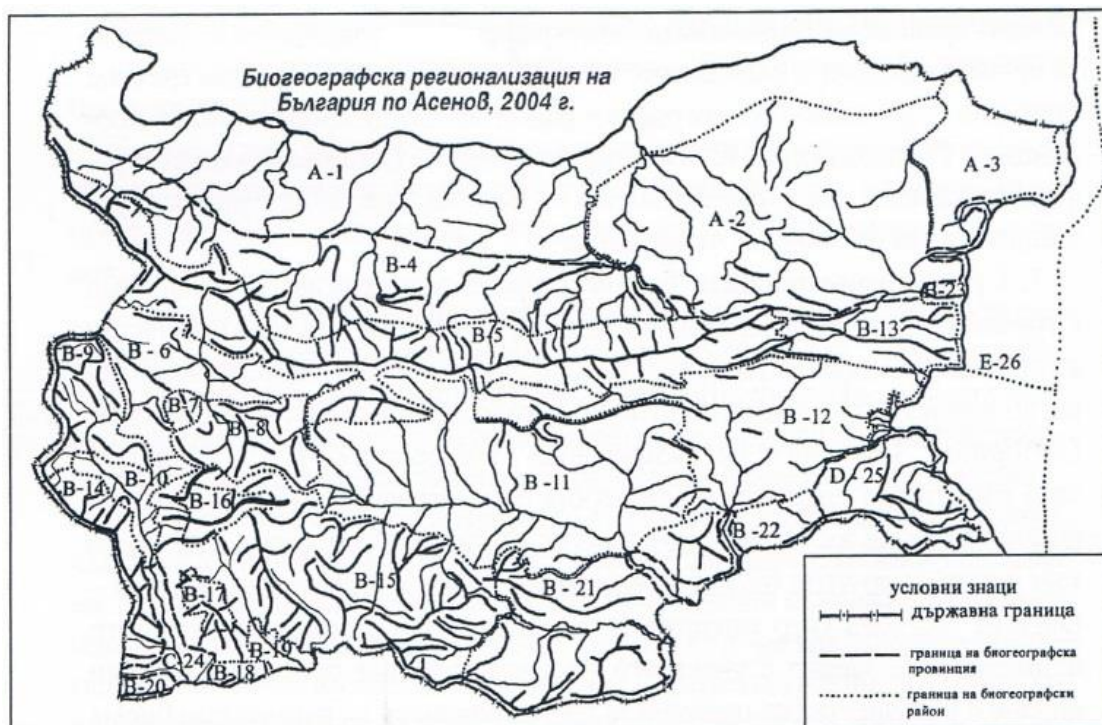 Биогеографска регионализация на
България по Асенов, 2004 г.
А-1
А-3
А-2
В-4
В-23
В-5
В-13
Е-26
В-6
В-9
В-7
В-8
В-12
В-10
В-14
В-16
В-11
D-25
В-22
В-15
В-21
В-17
В-19
С-24
В-18
В-20
условни знаци
държавна граница
граница на биогеографска
провинция
граница на биогеографски
район